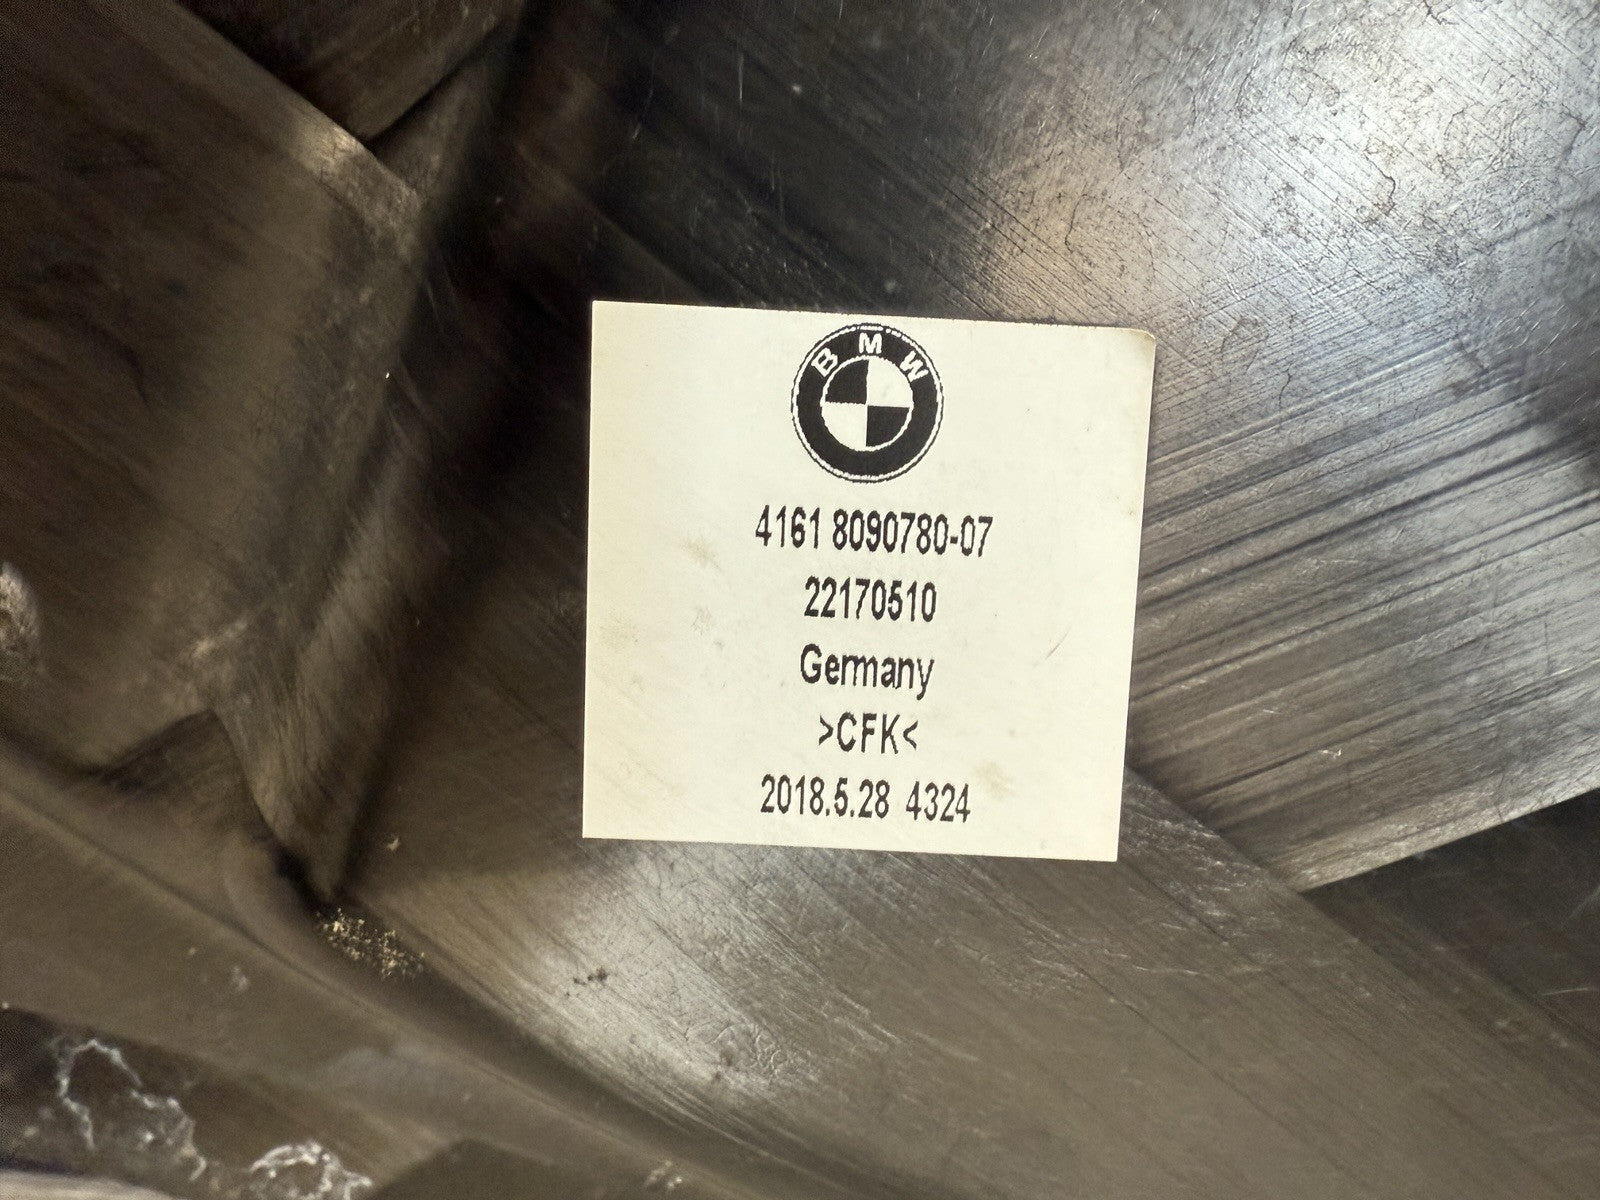 BMW
4161 8090780-07
22170510
Germany
>CFK<
2018.5.28 4324